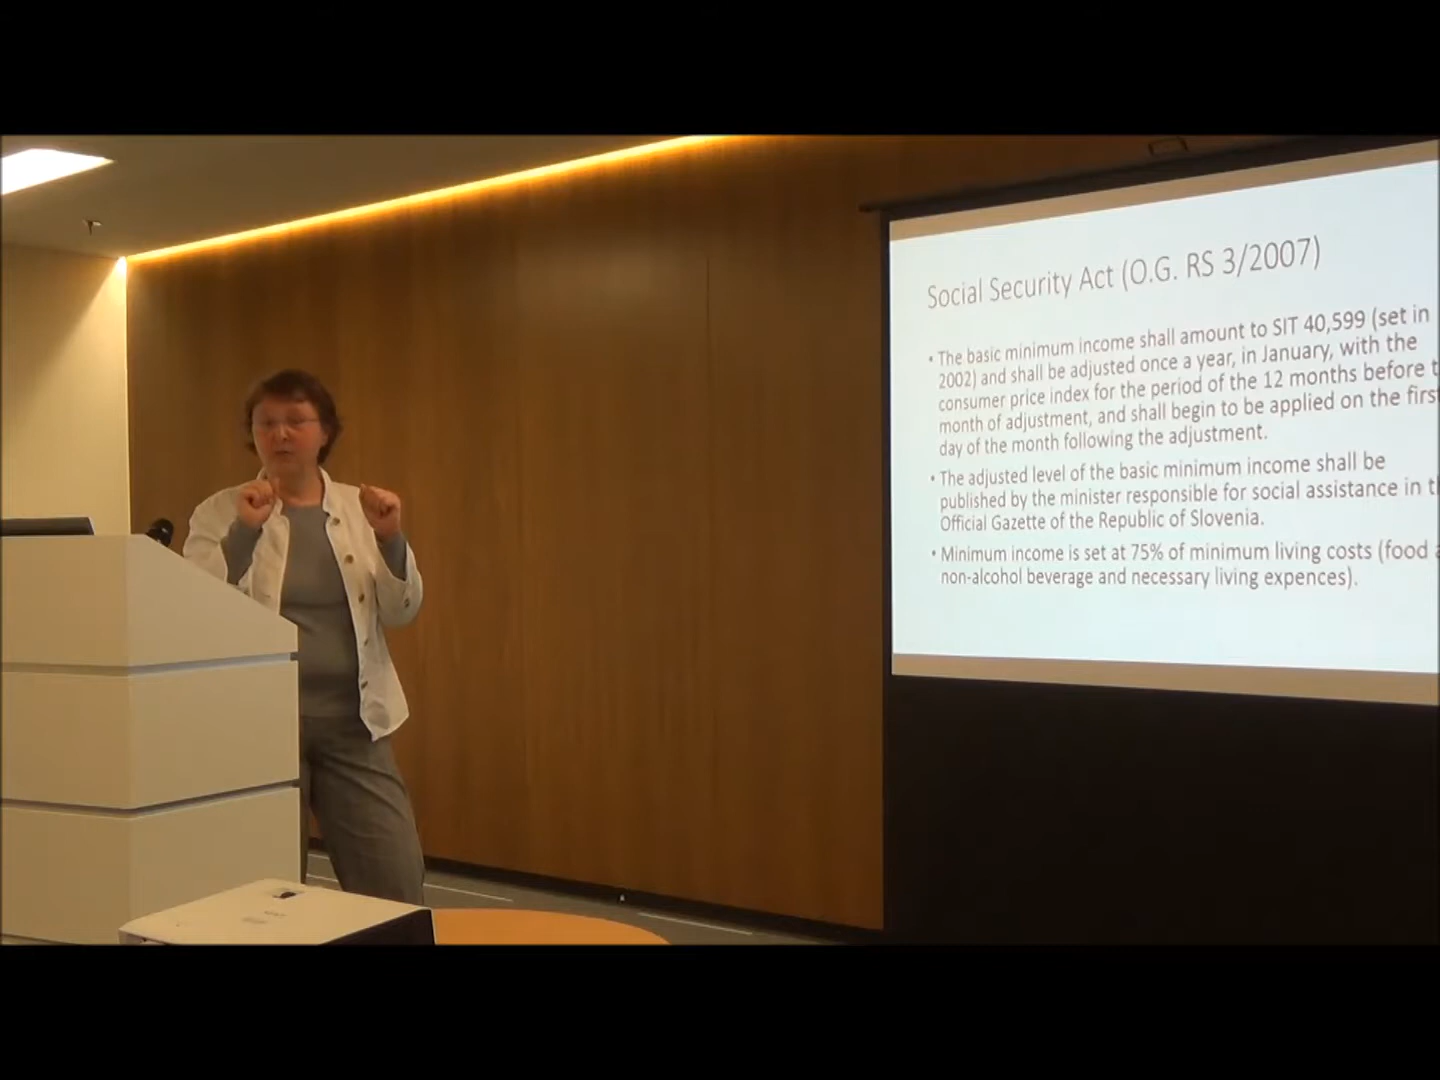 Social Security Act (O.G. RS 3/2007)
• The basic minimum income shall amount to SIT 40,599 (set in
2002) and shall be adjusted once a year, in January, with the
consumer price index for the period of the 12 months before
month of adjustment, and shall begin to be applied on the first
day of the month following the adjustment.
• The adjusted level of the basic minimum income shall be
published by the minister responsible for social assistance in
Official Gazette of the Republic of Slovenia.
• Minimum income is set at 75% of minimum living costs (food
non-alcohol beverage and necessary living expences).